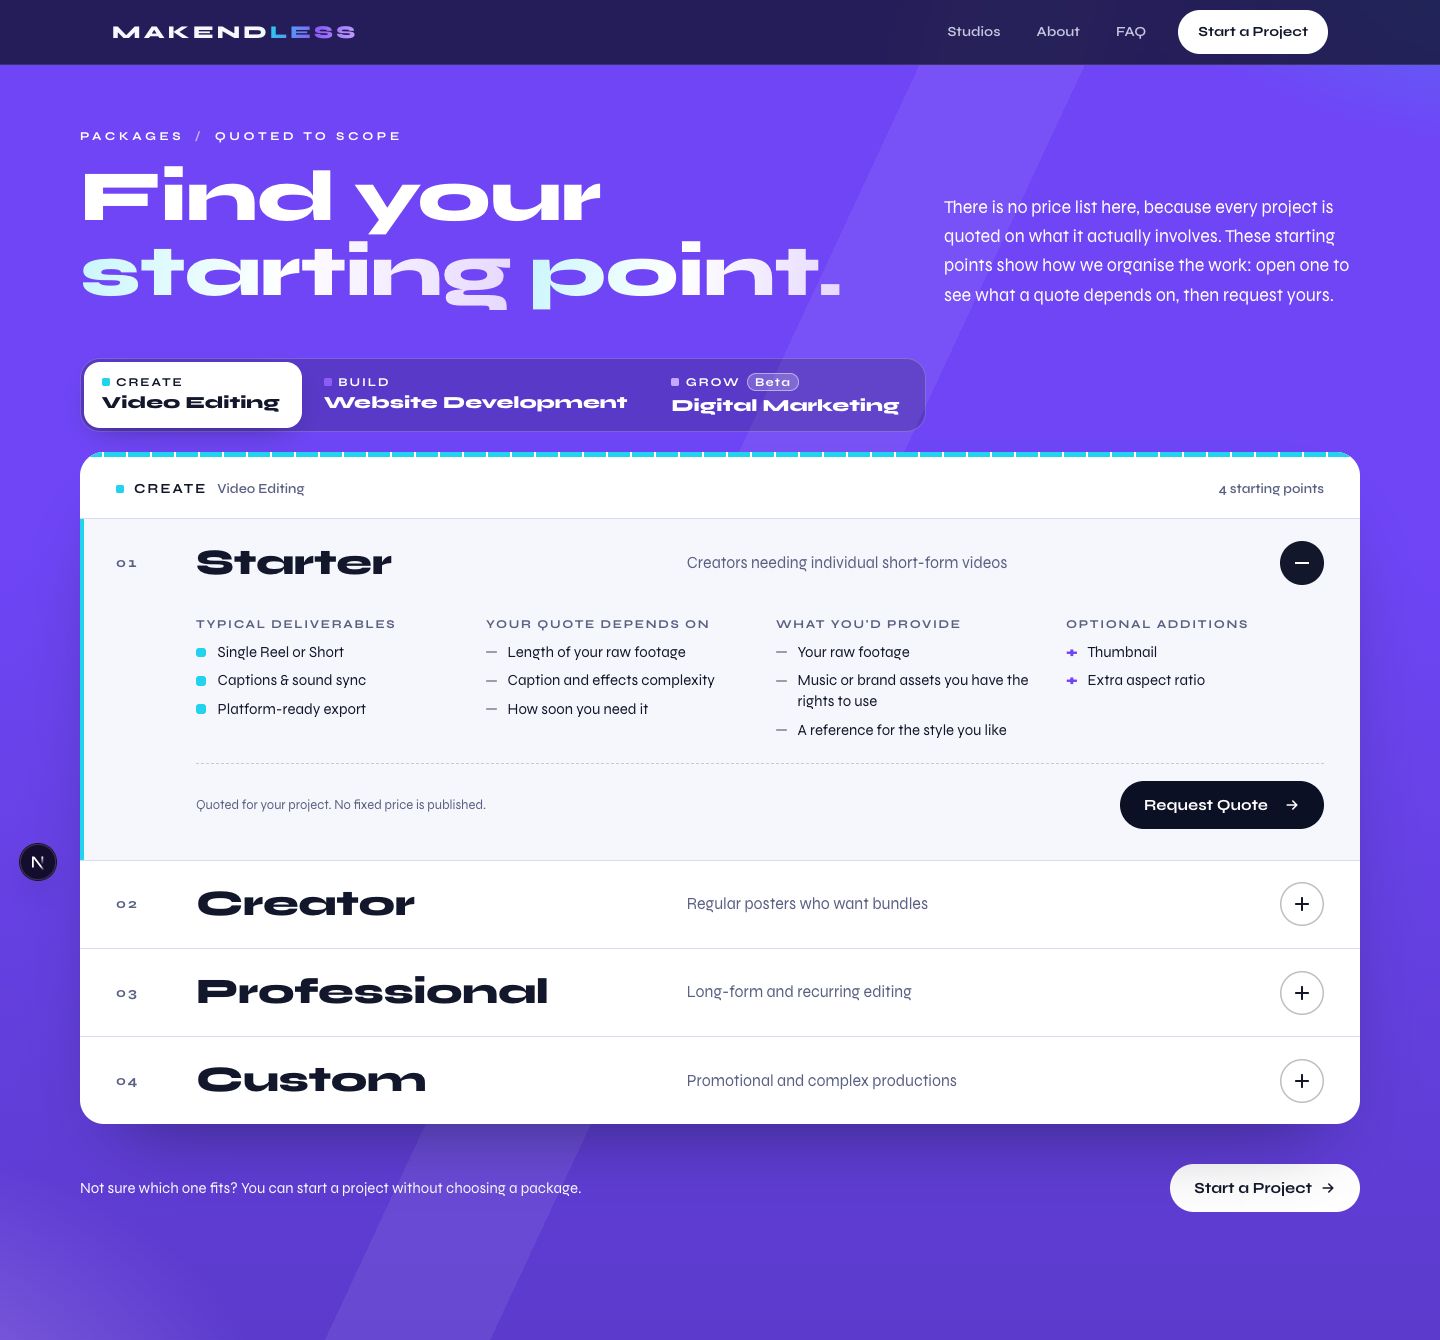 MAKENDLESS
Studios About FAQ Start a Project
PACKAGES / QUOTED TO SCOPE
Find your
starting point.
There is no price list here, because every project is
quoted on what it actually involves. These starting
points show how we organise the work: open one to
see what a quote depends on, then request yours.
CREATE
Video Editing
BUILD
Website Development
GROW Beta
Digital Marketing
CREATE Video Editing
4 starting points
01
Starter
Creators needing individual short-form videos
TYPICAL DELIVERABLES
Single Reel or Short
Captions & sound sync
Platform-ready export
YOUR QUOTE DEPENDS ON
Length of your raw footage
Caption and effects complexity
How soon you need it
WHAT YOU'D PROVIDE
Your raw footage
Music or brand assets you have the
rights to use
A reference for the style you like
OPTIONAL ADDITIONS
Thumbnail
Extra aspect ratio
Quoted for your project. No fixed price is published.
Request Quote →
N
02
Creator
Regular posters who want bundles
03
Professional
Long-form and recurring editing
04
Custom
Promotional and complex productions
Not sure which one fits? You can start a project without choosing a package.
Start a Project →